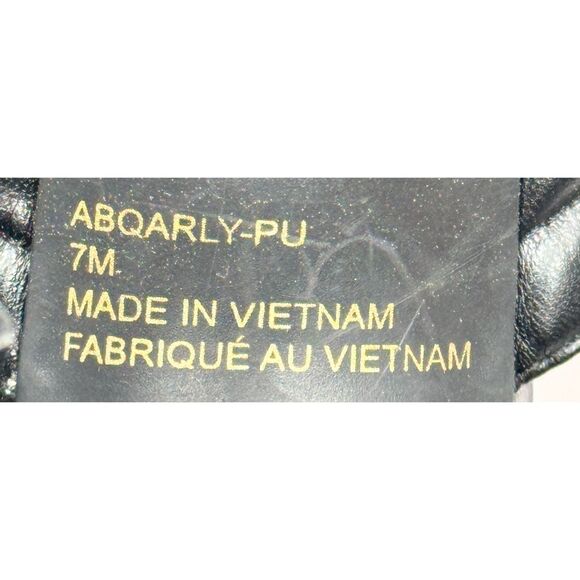 ABQARLY-PU
7M
MADE IN VIETNAM
FABRIQUÉ AU VIETNAM